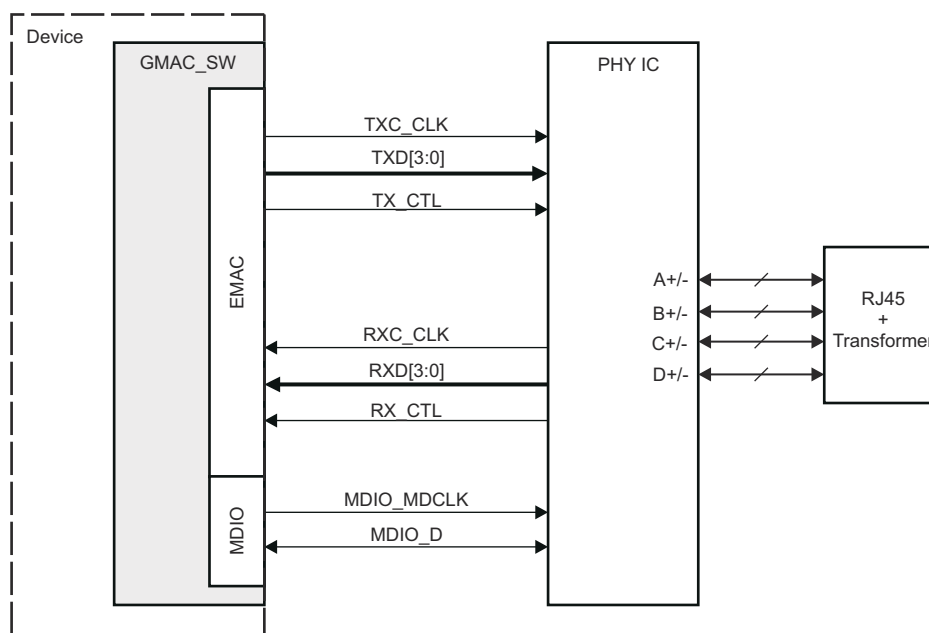 Device
GMAC_SW
PHY IC
TXC_CLK
TXD[3:0]
TX_CTL
EMAC
RXC_CLK
RXD[3:0]
RX_CTL
MDIO
MDIO_MDCLK
MDIO_D
A+/-
B+/-
C+/-
D+/-
RJ45
+
Transformer